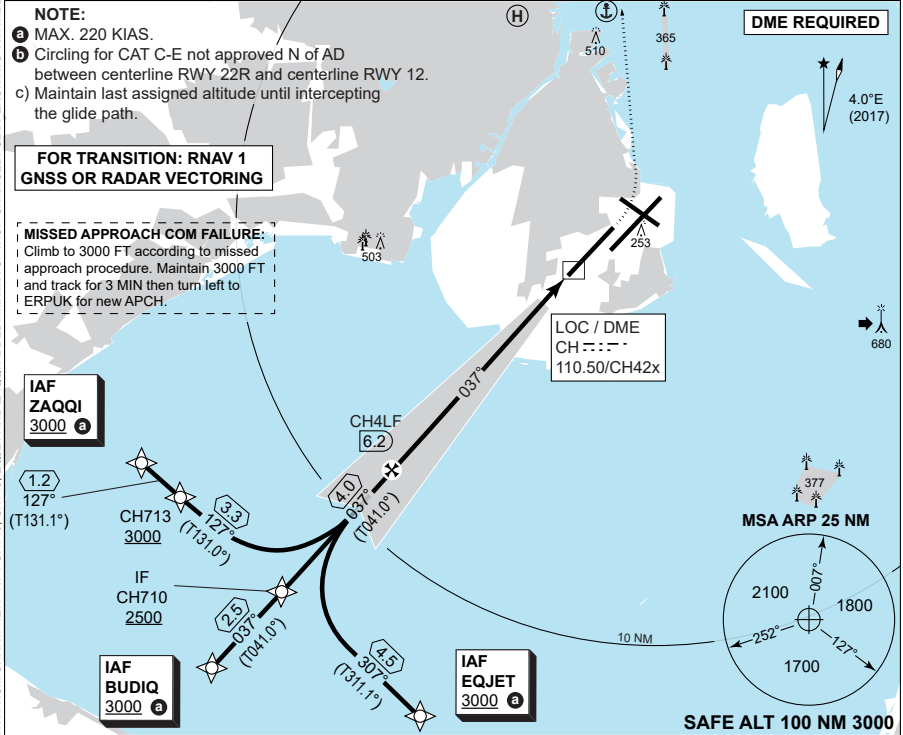 NOTE:
a MAX. 220 KIAS.
b Circling for CAT C-E not approved N of AD
between centerline RWY 22R and centerline RWY 12.
c) Maintain last assigned altitude until intercepting
the glide path.
H
510
365
DME REQUIRED
4.0°E
(2017)
FOR TRANSITION: RNAV 1
GNSS OR RADAR VECTORING
MISSED APPROACH COM FAILURE:
Climb to 3000 FT according to missed
approach procedure. Maintain 3000 FT
and track for 3 MIN then turn left to
ERPUK for new APCH.
503
253
680
LOC / DME
CH
110.50/CH42x
037°
IAF
ZAQQI
3000 a
CH4LF
6.2
1.2
127°
(T131.1°)
CH713
3000
3.3
127°
(T131.0°)
4.0
037°
(T041.0°)
377
IF
CH710
2500
2.5
037°
(T041.0°)
4.5
307°
(T311.1°)
10 NM
IAF
BUDIQ
3000 a
IAF
EQJET
3000 a
MSA ARP 25 NM
2100
007°
1800
252°
127°
1700
SAFE ALT 100 NM 3000